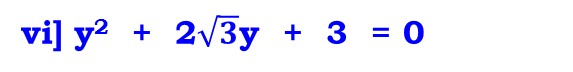 vi] y² + 2√3y + 3 = 0